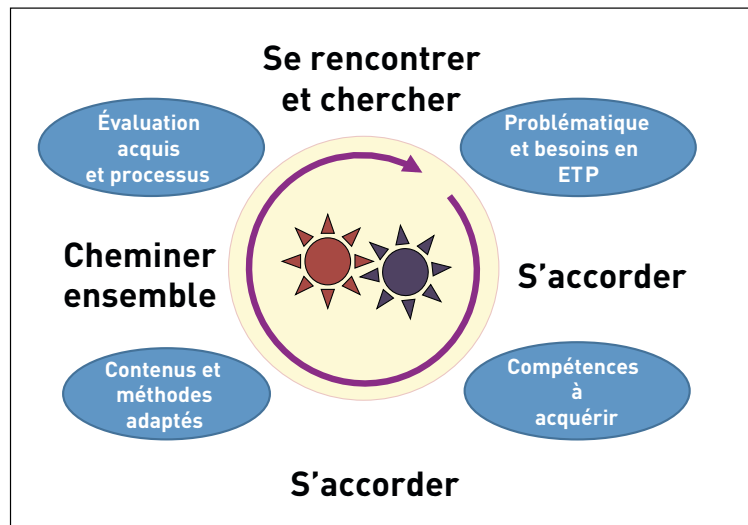 Se rencontrer
et chercher
Évaluation
acquis
et processus
Problématique
et besoins en
ETP
Cheminer
ensemble
S'accorder
Contenus et
méthodes
adaptés
Compétences
à
acquérir
S'accorder